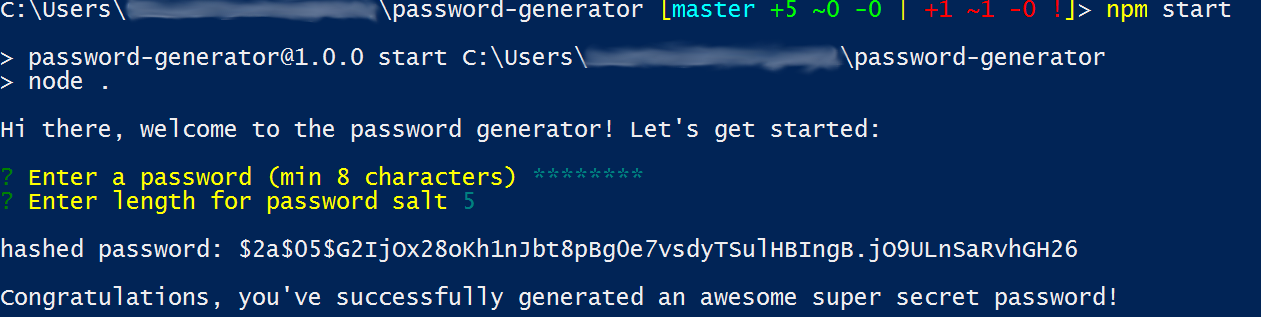 C:\Users\ \password-generator [master +5 ~0 -0 | +1 ~1 -0 !]> npm start
> password-generator@1.0.0 start C:\Users\ \password-generator
> node .
Hi there, welcome to the password generator! Let's get started:
? Enter a password (min 8 characters) ********
? Enter length for password salt 5
hashed password: $2a$05$G2IjOx28oKh1nJbt8pBgOe7vsdyTSulHBIngB.jO9ULnSaRvhGH26
Congratulations, you've successfully generated an awesome super secret password!